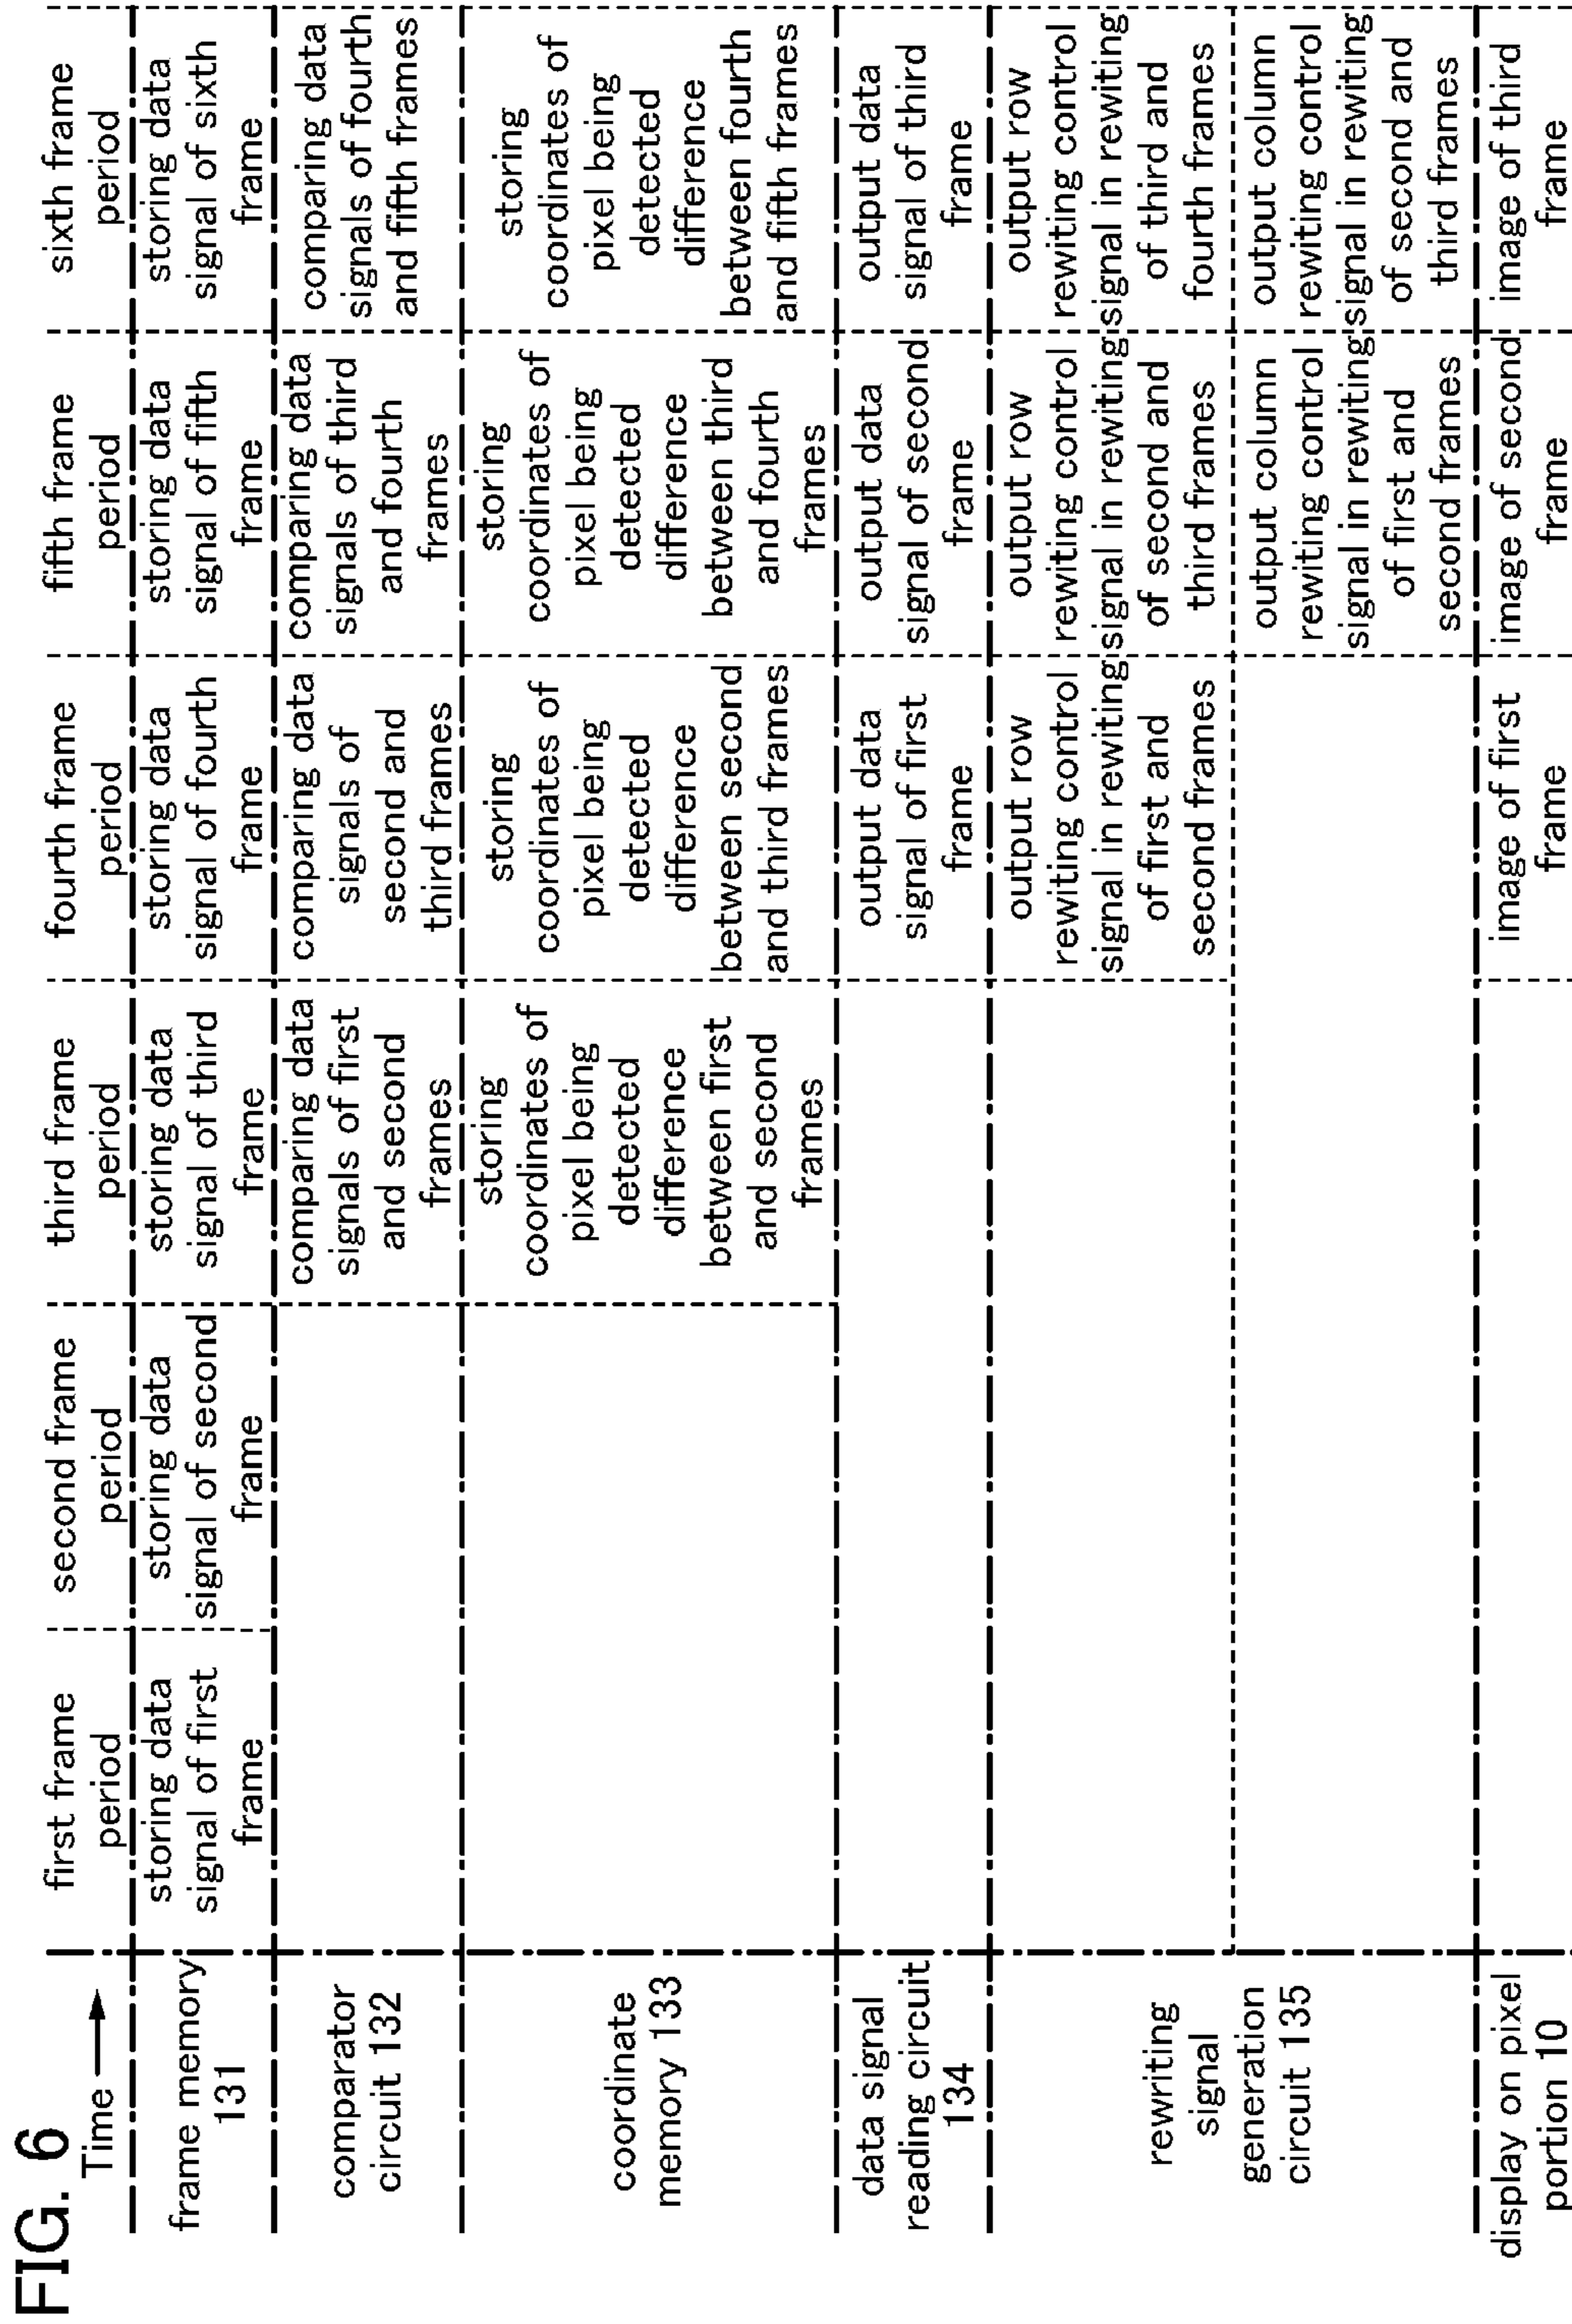 FIG. 6
Time
first frame
period
second frame
period
third frame
period
fourth frame
period
fifth frame
period
sixth frame
period
frame memory
131
storing data
signal of first
frame
storing data
signal of second
frame
storing data
signal of third
frame
storing data
signal of fourth
frame
storing data
signal of fifth
frame
storing data
signal of sixth
frame
comparator
circuit 132
comparing data
signals of first
and second
frames
comparing data
signals of
second and
third frames
comparing data
signals of third
and fourth
frames
comparing data
signals of fourth
and fifth frames
coordinate
memory 133
storing
coordinates of
pixel being
detected
difference
between first
and second
frames
storing
coordinates of
pixel being
detected
difference
between second
and third frames
storing
coordinates of
pixel being
detected
difference
between third
and fourth
frames
storing
coordinates of
pixel being
detected
difference
between fourth
and fifth frames
data signal
reading circuit
134
output data
signal of first
frame
output data
signal of second
frame
output data
signal of third
frame
rewriting
signal
generation
circuit 135
output row
rewiting control
signal in rewiting
of first and
second frames
output row
rewiting control
signal in rewiting
of second and
third frames
output row
rewiting control
signal in rewiting
of third and
fourth frames
output column
rewiting control
signal in rewiting
of first and
second frames
output column
rewiting control
signal in rewiting
of second and
third frames
display on pixel
portion 10
image of first
frame
image of second
frame
image of third
frame